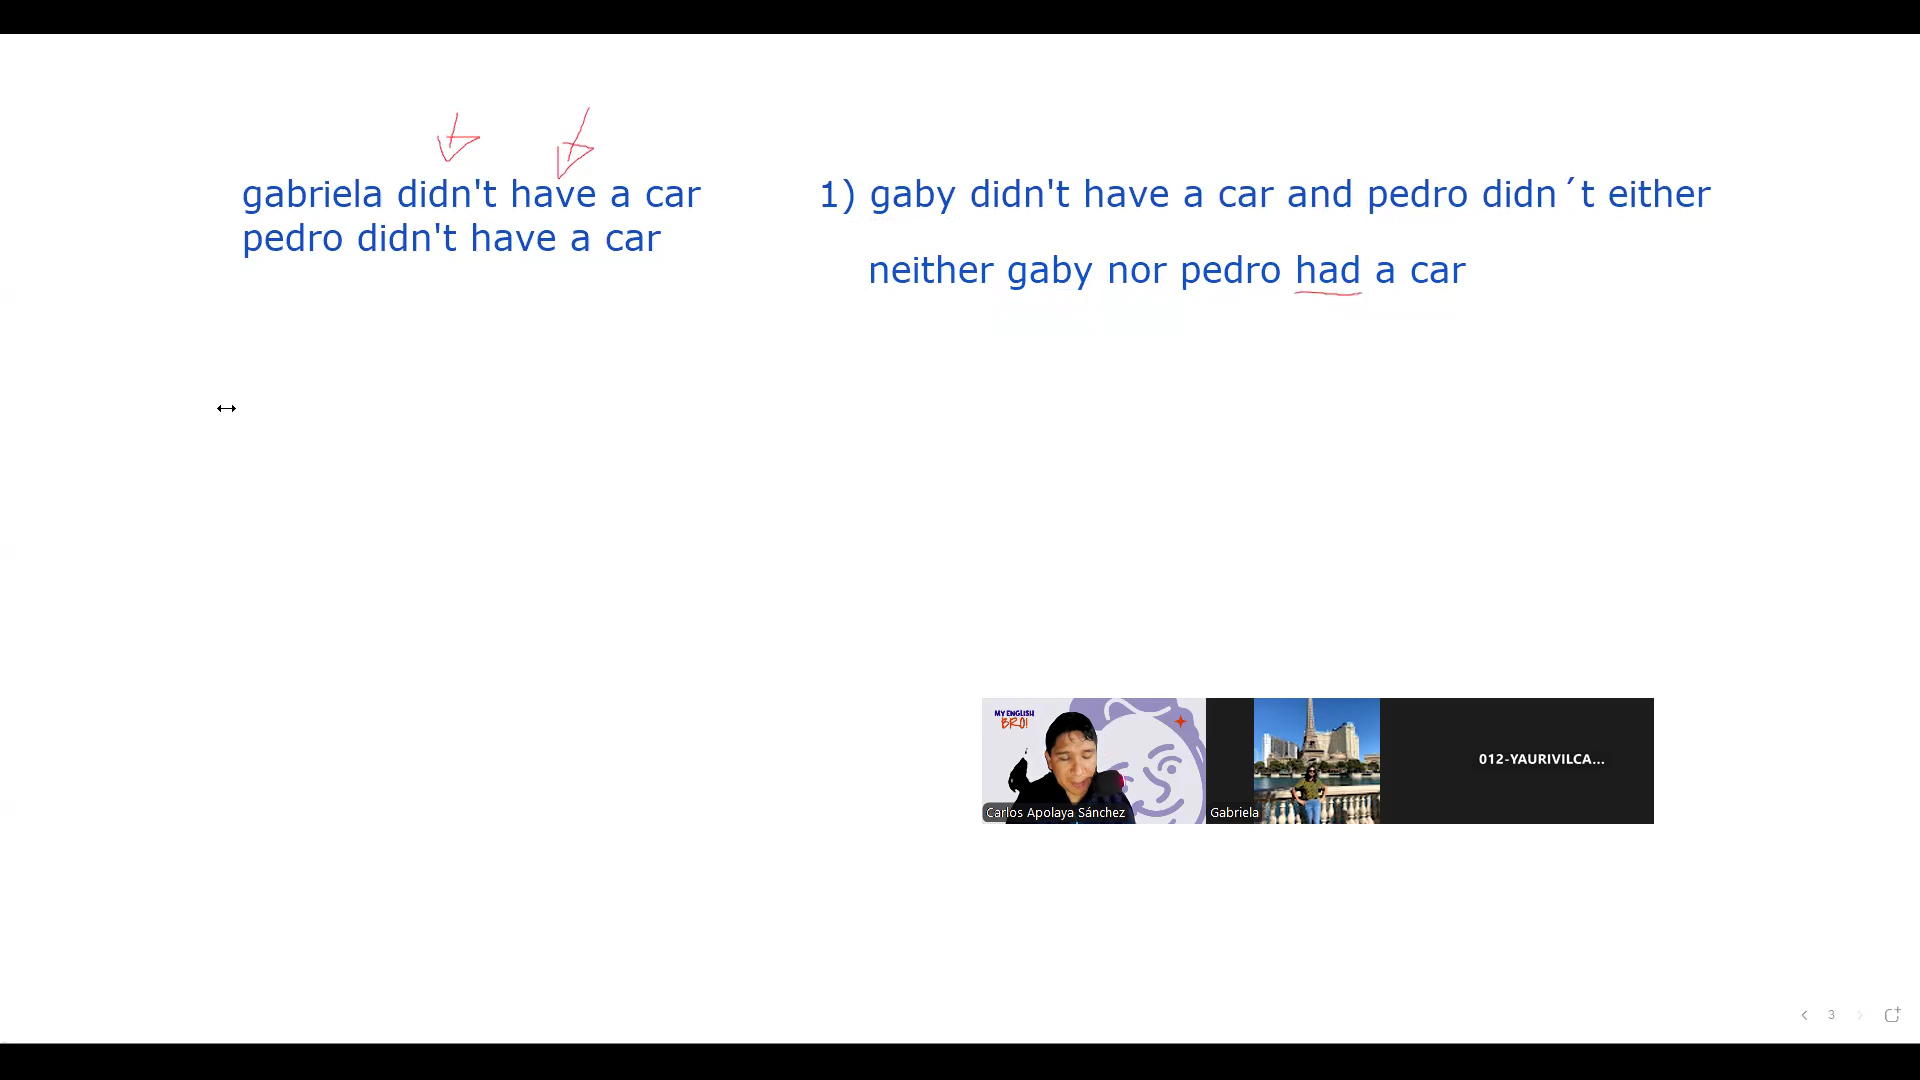 gabriela didn't have a car
pedro didn't have a car
1) gaby didn't have a car and pedro didn´t either
neither gaby nor pedro had a car
MY ENGLISH
BRO!
Carlos Apolaya Sánchez
Gabriela
012-YAURIVILCA...
3